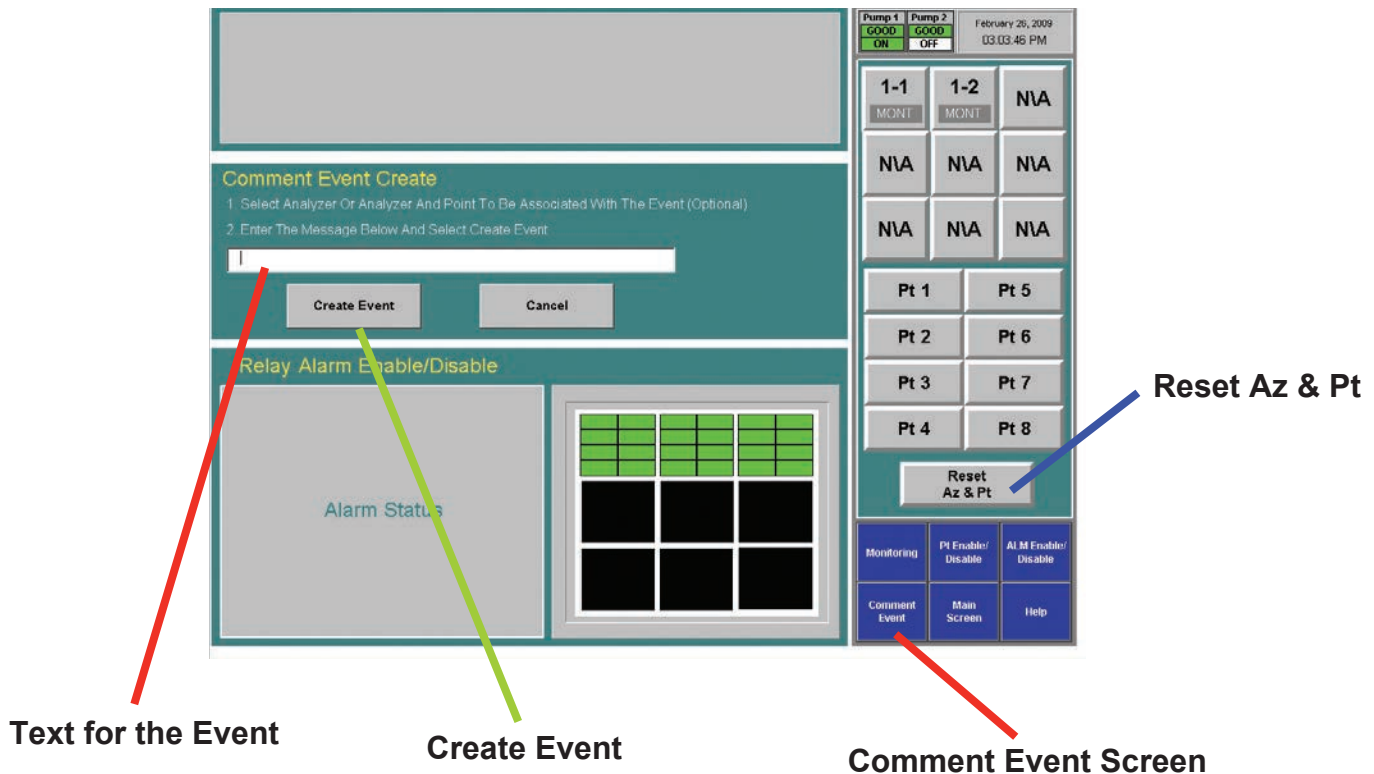 Pump 1 Pump 2
GOOD GOOD
ON OFF
February 26, 2009
03:03:46 PM
1-1 1-2 N\A
MONT MONT
N\A N\A N\A
N\A N\A N\A
Comment Event Create
1. Select Analyzer Or Analyzer And Point To Be Associated With The Event (Optional)
2. Enter The Message Below And Select Create Event
Create Event Cancel
Pt 1 Pt 5
Pt 2 Pt 6
Pt 3 Pt 7
Pt 4 Pt 8
Reset
Az & Pt
Reset Az & Pt
Relay Alarm Enable/Disable
Alarm Status
Monitoring
Pt Enable/
Disable
ALM Enable/
Disable
Comment
Event
Main
Screen
Help
Text for the Event
Create Event
Comment Event Screen